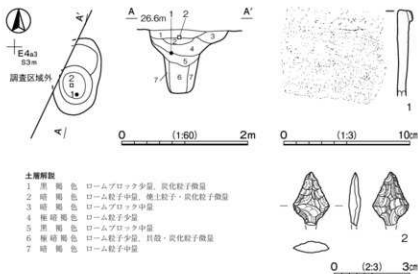 A'
E4a3
S3m
調査区域外
2
1
A
A 26.6m 1 2 A'
1
3
2
4
5
7 6 7
0 (1:60) 2m
1
0 (1:3) 10cm
土層解説
1 黒褐色 ロームブロック少量,炭化粒子微量
2 暗褐色 ローム粒子中量,焼土粒子・炭化粒子微量
3 暗褐色 ロームブロック中量
4 極暗褐色 ローム粒子少量
5 黒褐色 ロームブロック中量
6 極暗褐色 ローム粒子少量,貝殻・炭化粒子微量
7 暗褐色 ローム粒子中量
2
0 (2:3) 3cm